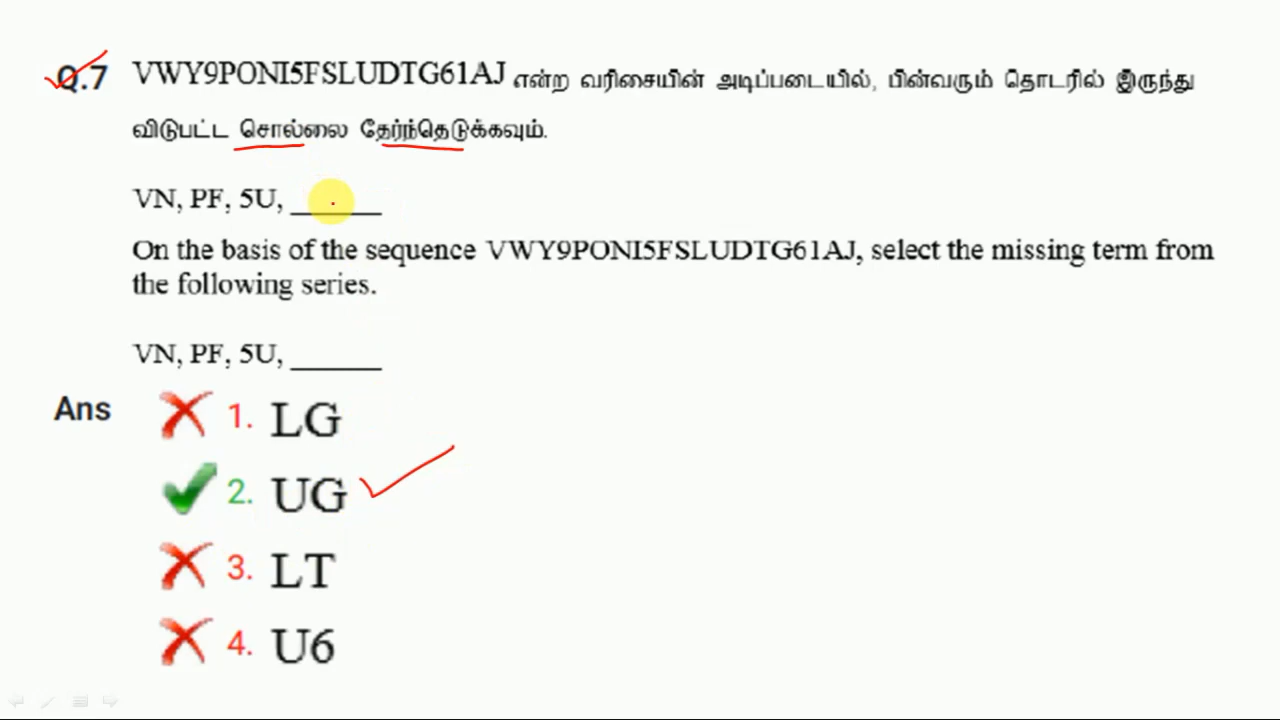 Q.7 VWY9PONI5FSLUDTG61AJ என்ற வரிசையின் அடிப்படையில், பின்வரும் தொடரில் இருந்து
விடுபட்ட சொல்லை தேர்ந்தெடுக்கவும்.
VN, PF, 5U, ______
On the basis of the sequence VWY9PONI5FSLUDTG61AJ, select the missing term from
the following series.
VN, PF, 5U, ______
Ans 1. LG
2. UG
3. LT
4. U6